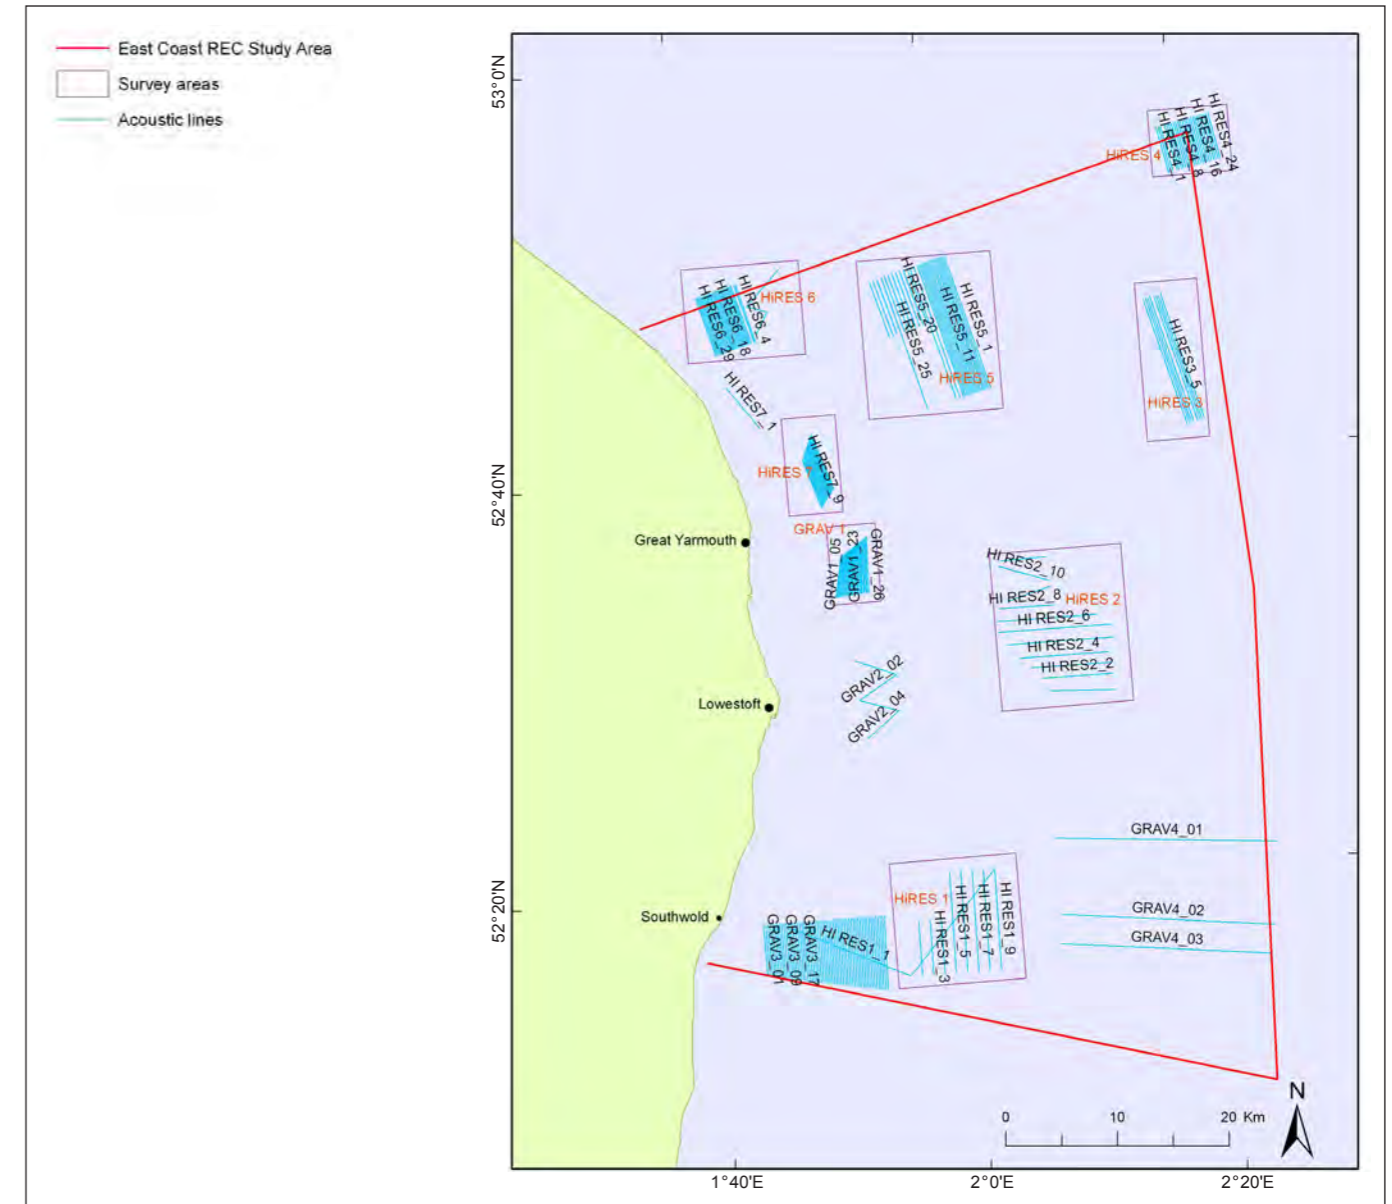 East Coast REC Study Area
Survey areas
Acoustic lines
53°0'N
52°40'N
52°20'N
1°40'E
2°0'E
2°20'E
HiRES 4
HI RES4_1
HI RES4_8
HI RES4_16
HI RES4_24
HiRES 6
HI RES6_29
HI RES6_18
HI RES6_4
HI RES5_20
HI RES5_25
HI RES5_11
HI RES5_1
HiRES 5
HI RES3_5
HiRES 3
HI RES7_1
HiRES 7
HI RES7_9
GRAV 1
GRAV1_05
GRAV1_23
GRAV1_26
Great Yarmouth
HI RES2_10
HI RES2_8
HiRES 2
HI RES2_6
HI RES2_4
HI RES2_2
GRAV2_02
GRAV2_04
Lowestoft
GRAV4_01
GRAV4_02
GRAV4_03
HiRES 1
HI RES1_1
HI RES1_3
HI RES1_5
HI RES1_7
HI RES1_9
Southwold
GRAV3_01
GRAV3_09
GRAV3_17
N
0 10 20 Km